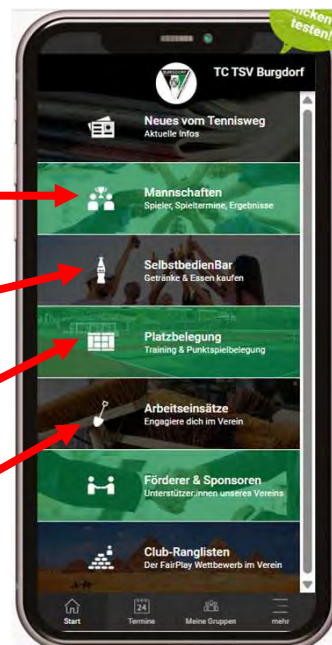 testen!
TC TSV Burgdorf
BURGDORF
Neues vom Tennisweg
Aktuelle Infos
Mannschaften
Spieler, Spieltermine, Ergebnisse
SelbstbedienBar
Getränke & Essen kaufen
Platzbelegung
Training & Punktspielbelegung
Arbeitseinsätze
Engagiere dich im Verein
Förderer & Sponsoren
Unterstützer:innen unseres Vereins
Club-Ranglisten
Der FairPlay Wettbewerb im Verein
24
Start
Termine
Meine Gruppen
mehr